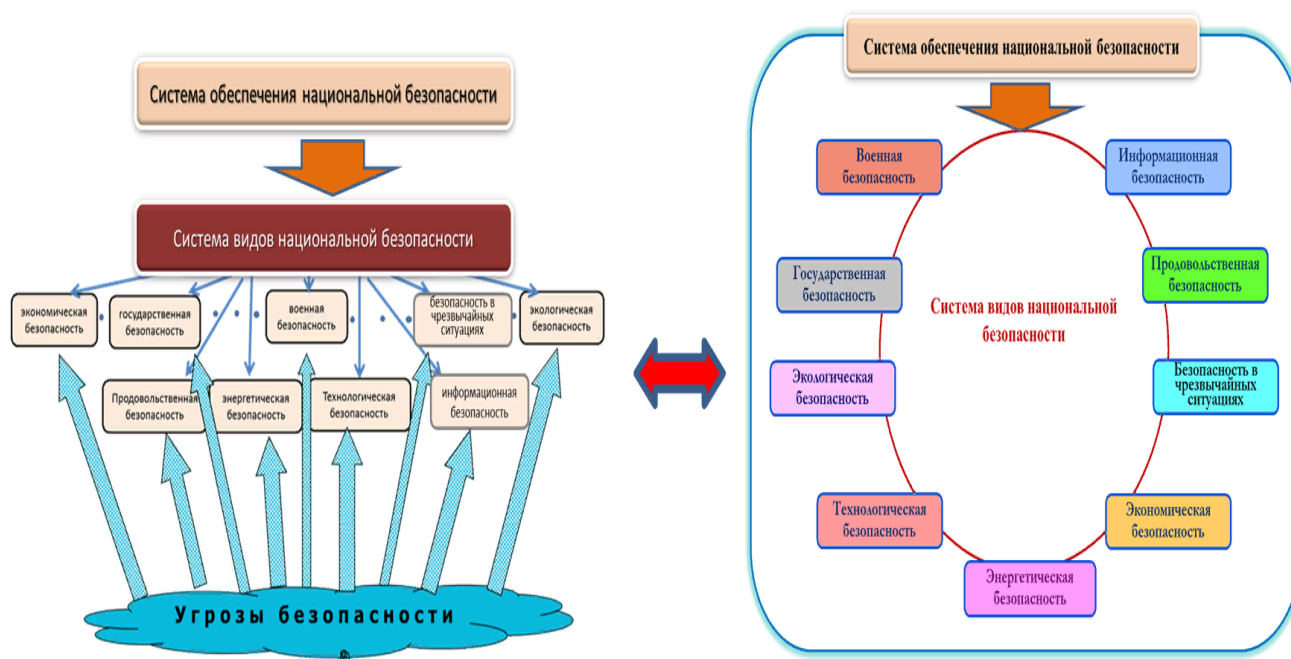 Система обеспечения национальной безопасности
Система видов национальной безопасности
экономическая
безопасность
государственная
безопасность
военная
безопасность
безопасность в
чрезвычайных
ситуациях
экологическая
безопасность
Продовольственная
безопасность
энергетическая
безопасность
Технологическая
безопасность
информационная
безопасность
Угрозы безопасности
Система обеспечения национальной безопасности
Военная
безопасность
Информационная
безопасность
Государственная
безопасность
Продовольственная
безопасность
Система видов национальной
безопасности
Экологическая
безопасность
Безопасность в
чрезвычайных
ситуациях
Технологическая
безопасность
Экономическая
безопасность
Энергетическая
безопасность